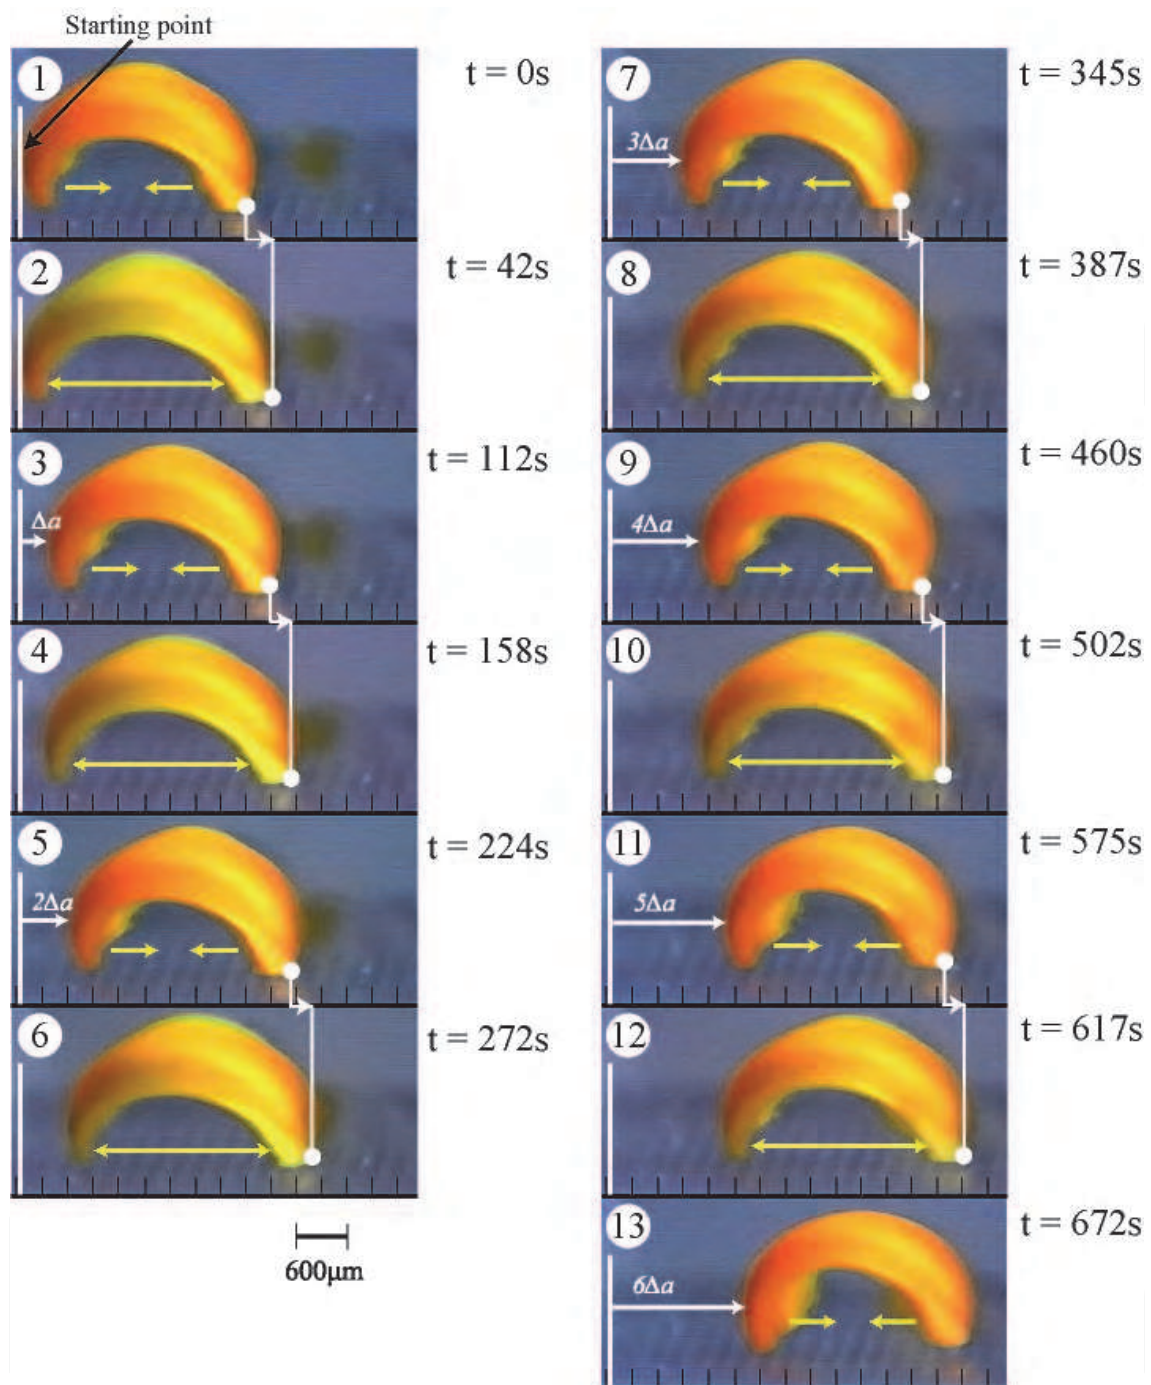 Starting point
1
t = 0s
2
t = 42s
3
t = 112s
Δa
4
t = 158s
5
t = 224s
2Δa
6
t = 272s
600μm
7
t = 345s
3Δa
8
t = 387s
9
t = 460s
4Δa
10
t = 502s
11
t = 575s
5Δa
12
t = 617s
13
t = 672s
6Δa